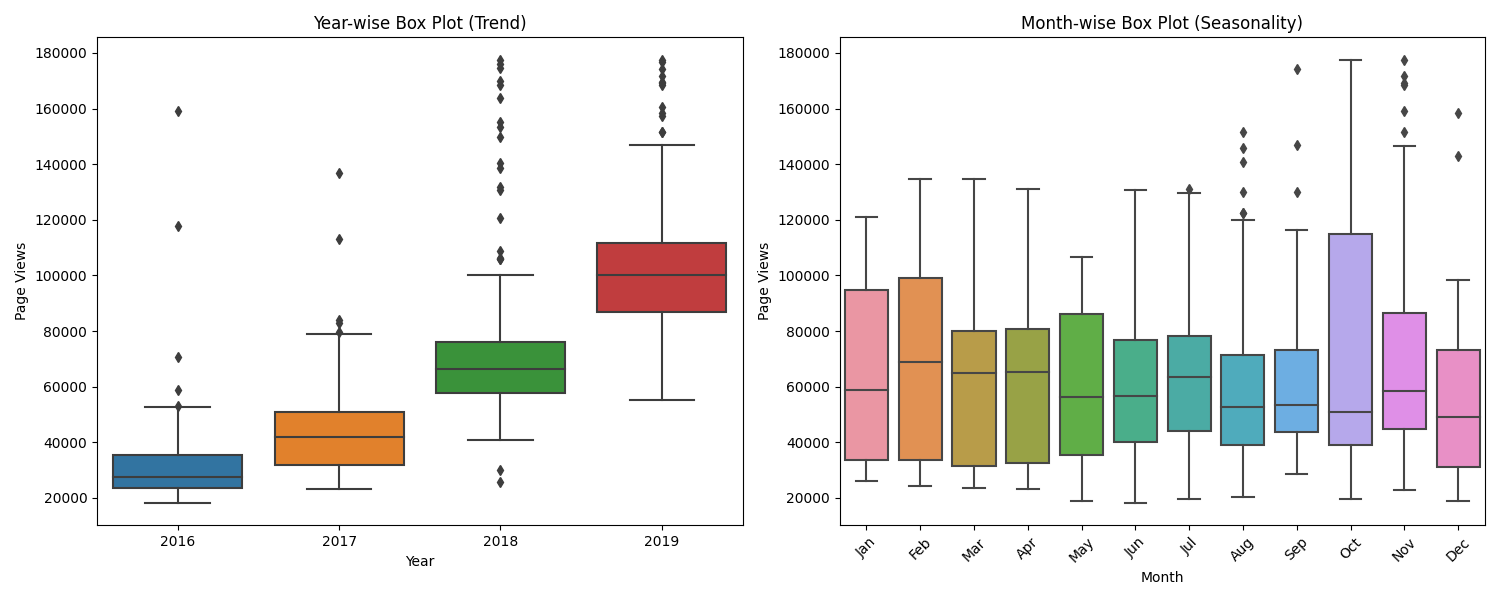 Year-wise Box Plot (Trend)
Page Views
180000
160000
140000
120000
100000
80000
60000
40000
20000
2016 2017 2018 2019
Year
Month-wise Box Plot (Seasonality)
Page Views
180000
160000
140000
120000
100000
80000
60000
40000
20000
Jan Feb Mar Apr May Jun Jul Aug Sep Oct Nov Dec
Month